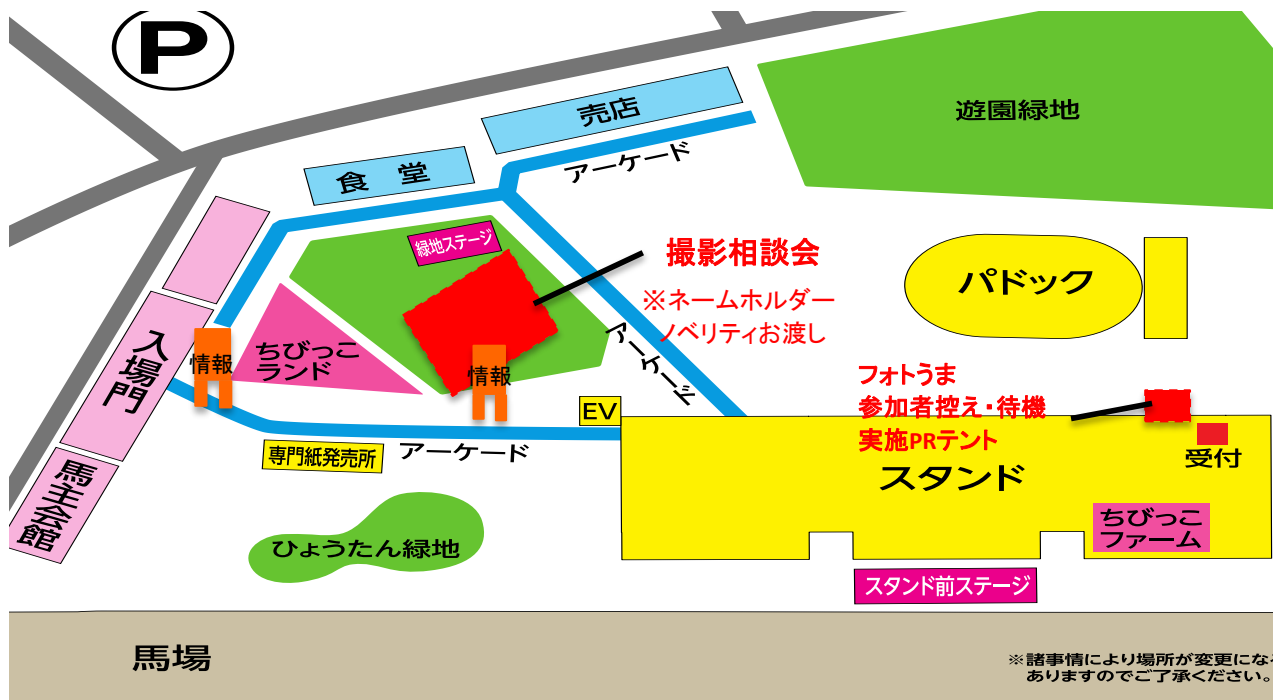 P
売店
アーケード
遊園緑地
食堂
緑地ステージ
撮影相談会
※ネームホルダー
ノベリティお渡し
パドック
入場門
情報
ちびっこ
ランド
情報
アーケード
フォトうま
参加者控え・待機
実施PRテント
EV
受付
専門紙発売所
アーケード
スタンド
馬主会館
ちびっこ
ファーム
ひょうたん緑地
スタンド前ステージ
馬場
※諸事情により場所が変更にな
ありますのでご了承ください。